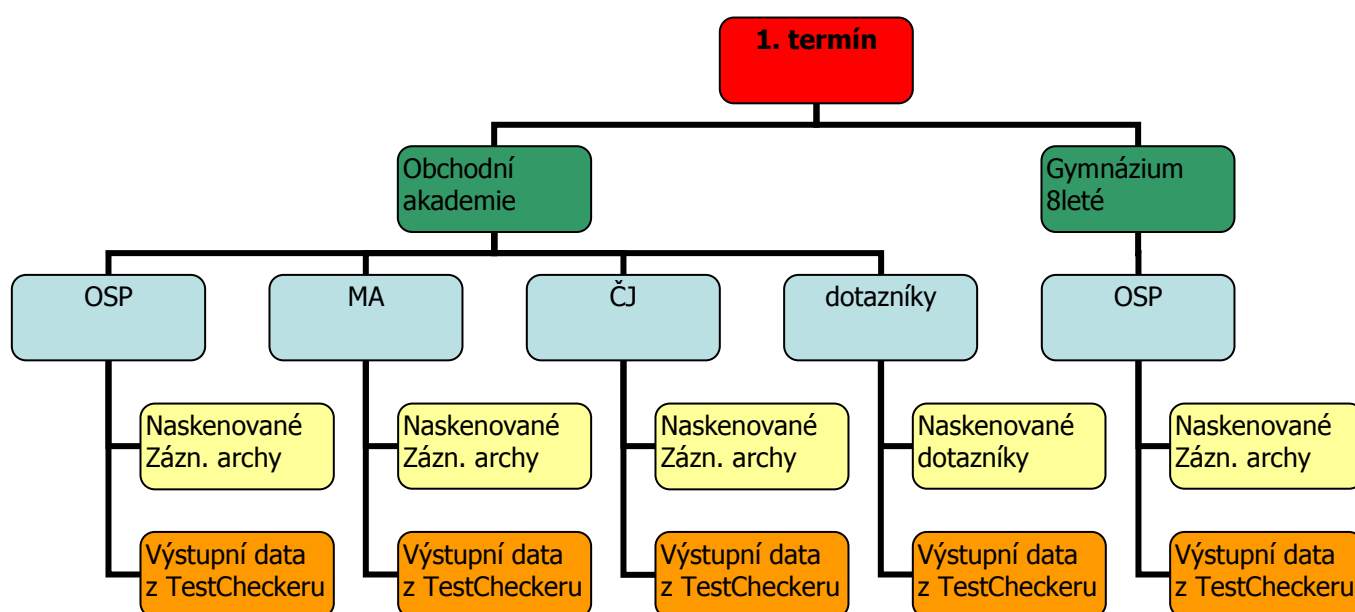 1. termín
Obchodní
akademie
Gymnázium
8leté
OSP
MA
ČJ
dotazníky
OSP
Naskenované
Zázn. archy
Naskenované
Zázn. archy
Naskenované
Zázn. archy
Naskenované
dotazníky
Naskenované
Zázn. archy
Výstupní data
z TestCheckeru
Výstupní data
z TestCheckeru
Výstupní data
z TestCheckeru
Výstupní data
z TestCheckeru
Výstupní data
z TestCheckeru